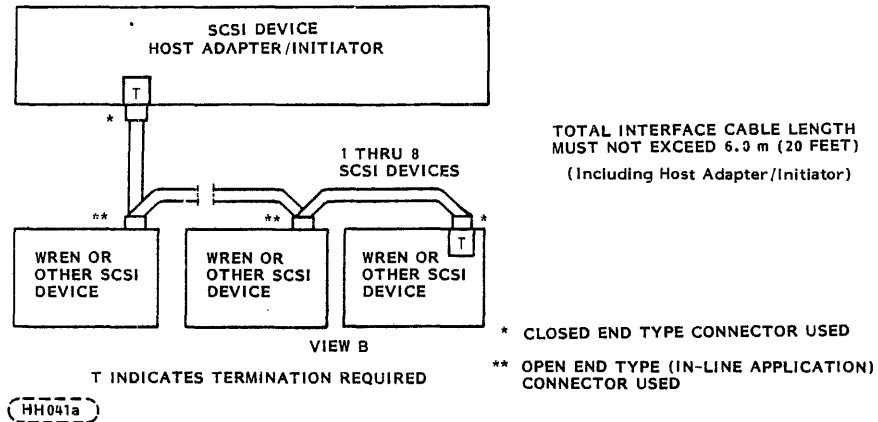 SCSI DEVICE
HOST ADAPTER/INITIATOR
T
*
TOTAL INTERFACE CABLE LENGTH
MUST NOT EXCEED 6.0 m (20 FEET)
(Including Host Adapter/Initiator)
1 THRU 8
SCSI DEVICES
**
**
*
T
WREN OR
OTHER SCSI
DEVICE
WREN OR
OTHER SCSI
DEVICE
WREN OR
OTHER SCSI
DEVICE
* CLOSED END TYPE CONNECTOR USED
VIEW B
** OPEN END TYPE (IN-LINE APPLICATION)
CONNECTOR USED
T INDICATES TERMINATION REQUIRED
HH041a